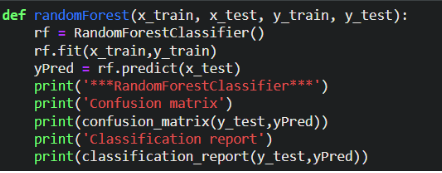 def randomForest(x_train, x_test, y_train, y_test):
    rf = RandomForestClassifier()
    rf.fit(x_train,y_train)
    yPred = rf.predict(x_test)
    print('***RandomForestClassifier***')
    print('Confusion matrix')
    print(confusion_matrix(y_test,yPred))
    print('Classification report')
    print(classification_report(y_test,yPred))